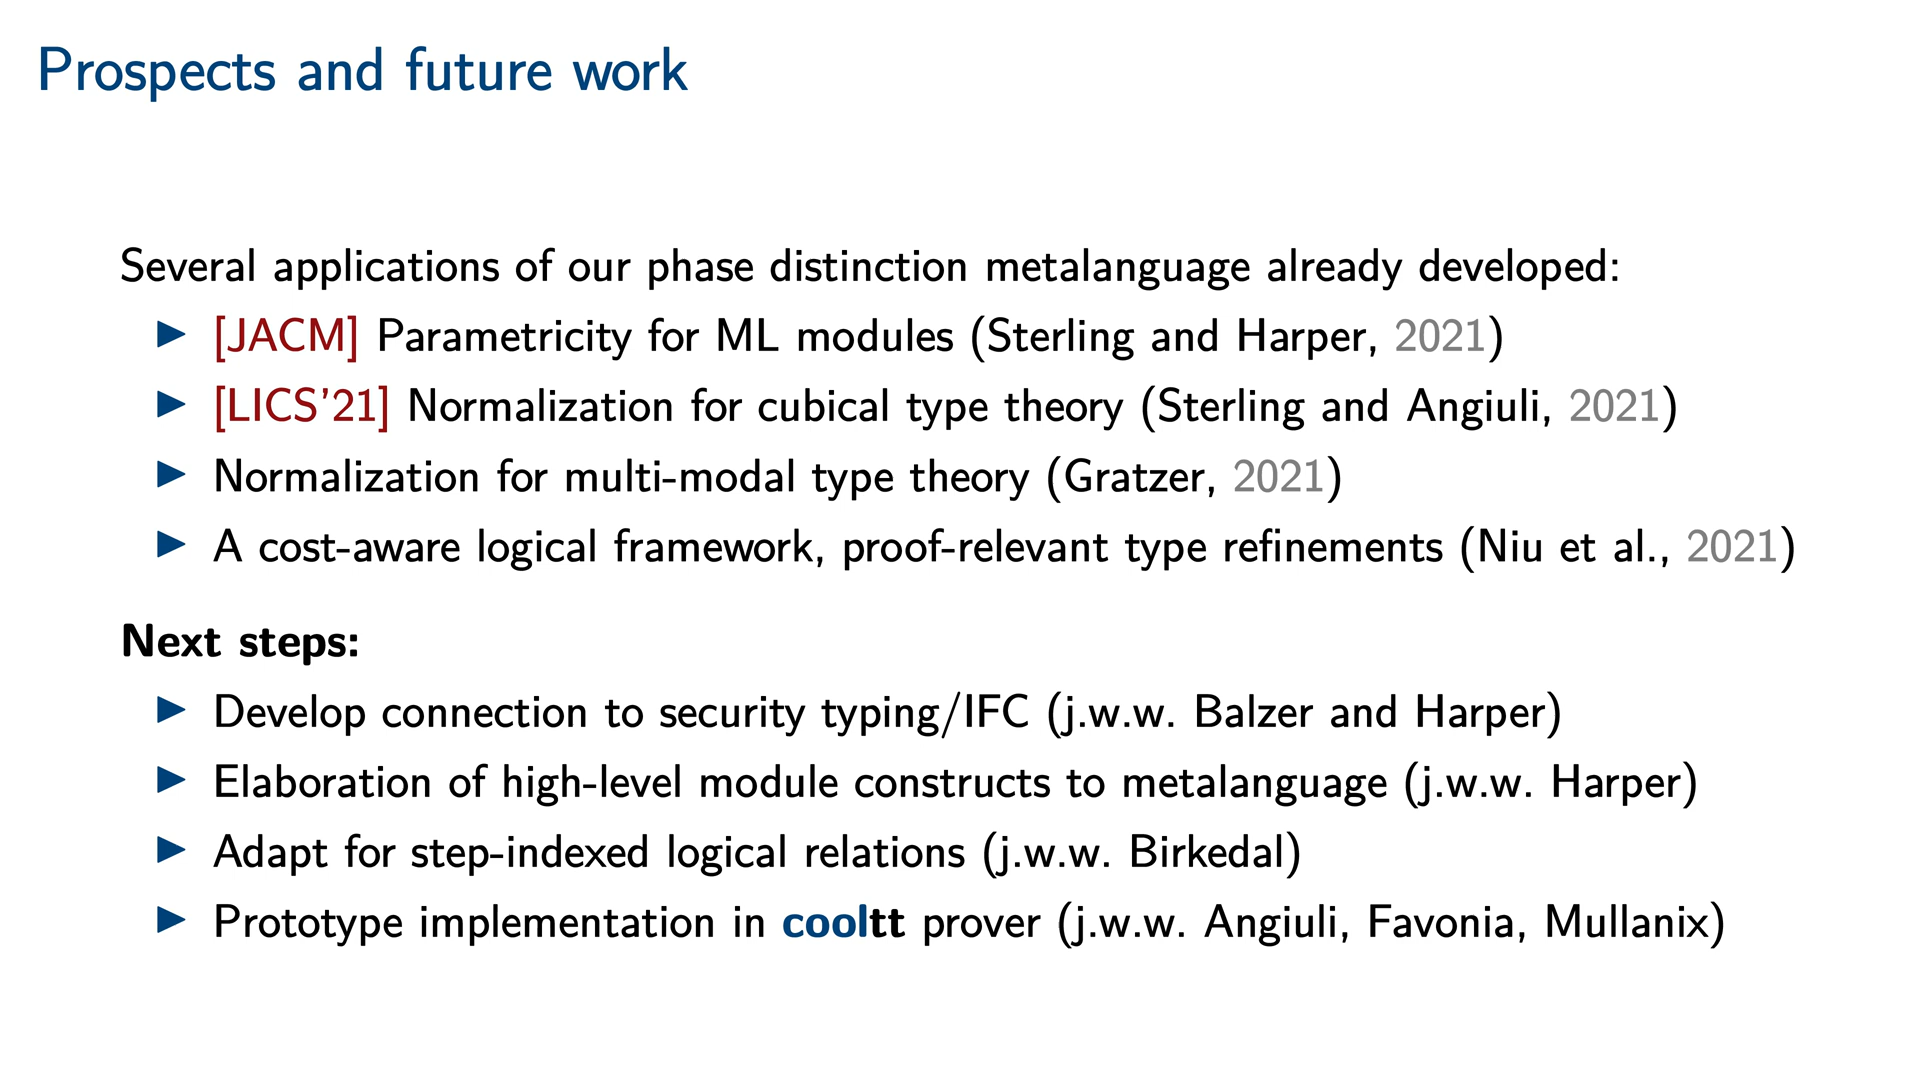 Prospects and future work
Several applications of our phase distinction metalanguage already developed:
▶ [JACM] Parametricity for ML modules (Sterling and Harper, 2021)
▶ [LICS’21] Normalization for cubical type theory (Sterling and Angiuli, 2021)
▶ Normalization for multi-modal type theory (Gratzer, 2021)
▶ A cost-aware logical framework, proof-relevant type refinements (Niu et al., 2021)
Next steps:
▶ Develop connection to security typing/IFC (j.w.w. Balzer and Harper)
▶ Elaboration of high-level module constructs to metalanguage (j.w.w. Harper)
▶ Adapt for step-indexed logical relations (j.w.w. Birkedal)
▶ Prototype implementation in cooltt prover (j.w.w. Angiuli, Favonia, Mullanix)